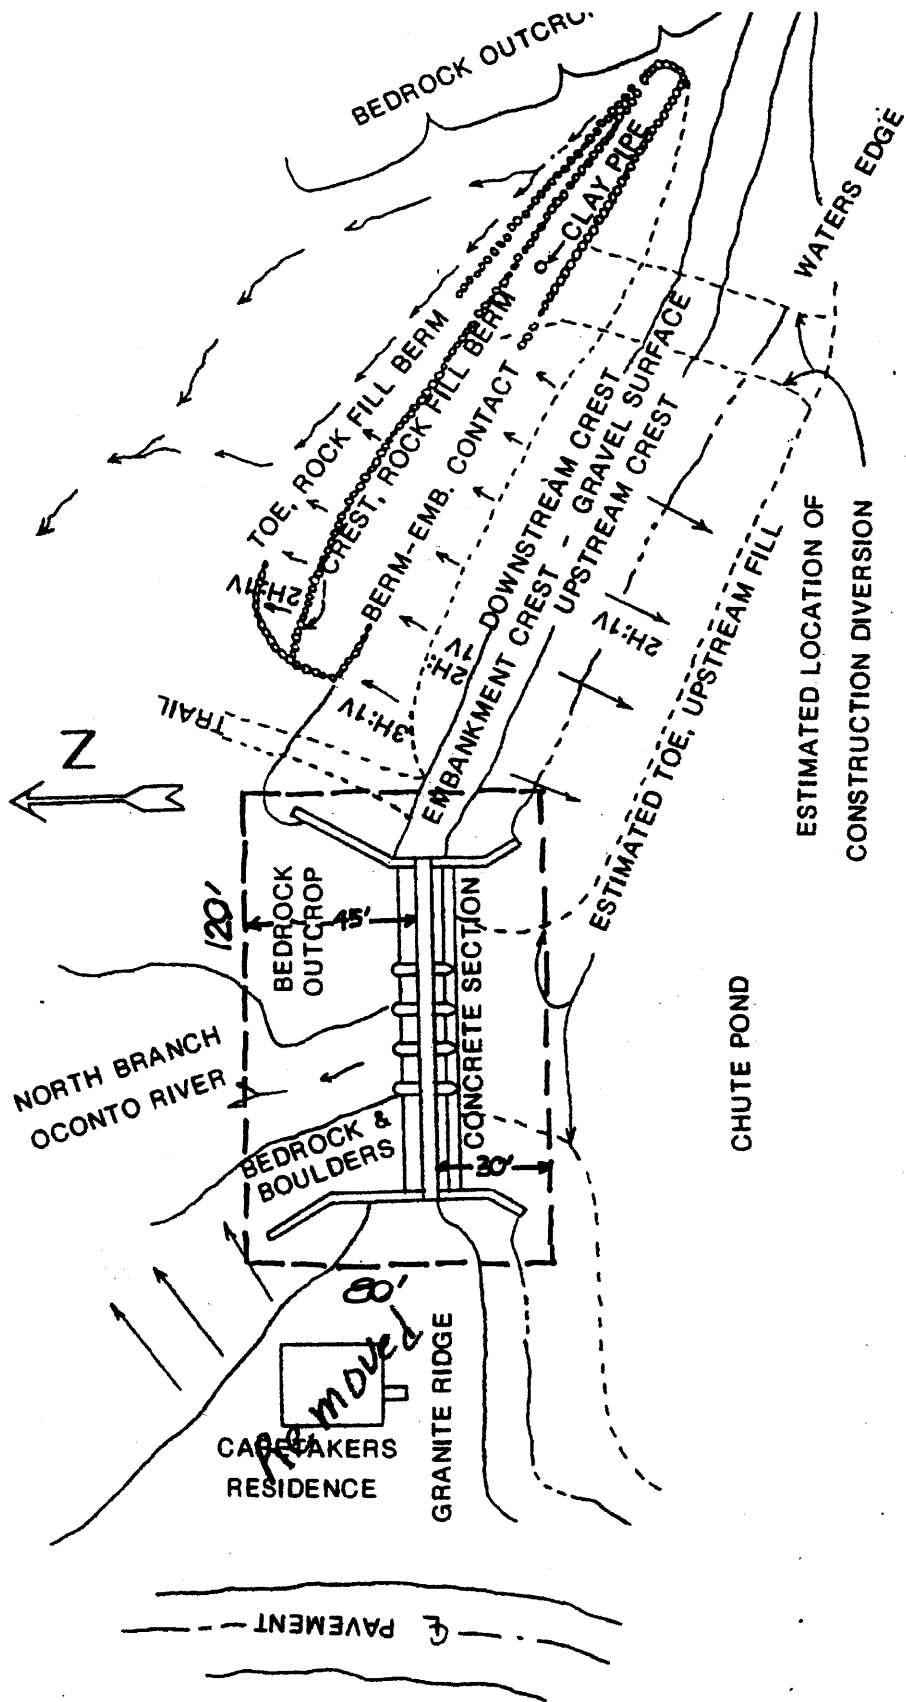 BEDROCK OUTCRO
CLAY PIPE
WATERS EDGE
TOE, ROCK FILL BERM
CREST, ROCK FILL BERM
BERM-EMB. CONTACT
2H:1V
DOWNSTREAM CREST
EMBANKMENT CREST - GRAVEL SURFACE
UPSTREAM CREST
2H:1V
3H:1V
2H:1V
ESTIMATED TOE, UPSTREAM FILL
ESTIMATED LOCATION OF
CONSTRUCTION DIVERSION
TRAIL
N
120'
BEDROCK
OUTCROP
45'
CONCRETE SECTION
NORTH BRANCH
OCONTO RIVER
BEDROCK &
BOULDERS
30'
CHUTE POND
80'
Removed
CARETAKERS
RESIDENCE
GRANITE RIDGE
℄ PAVEMENT